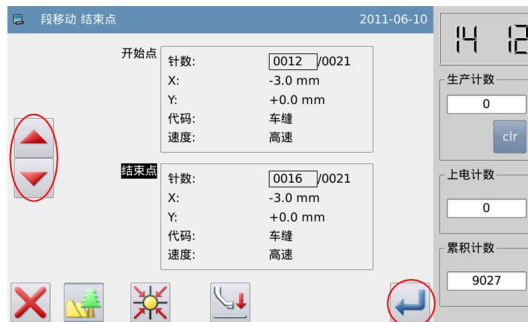 段移动 结束点 2011-06-10
14 12
开始点
针数: 0012 /0021
X: -3.0 mm
Y: +0.0 mm
代码: 车缝
速度: 高速
结束点
针数: 0016 /0021
X: -3.0 mm
Y: +0.0 mm
代码: 车缝
速度: 高速
生产计数
0
clr
上电计数
0
累积计数
9027